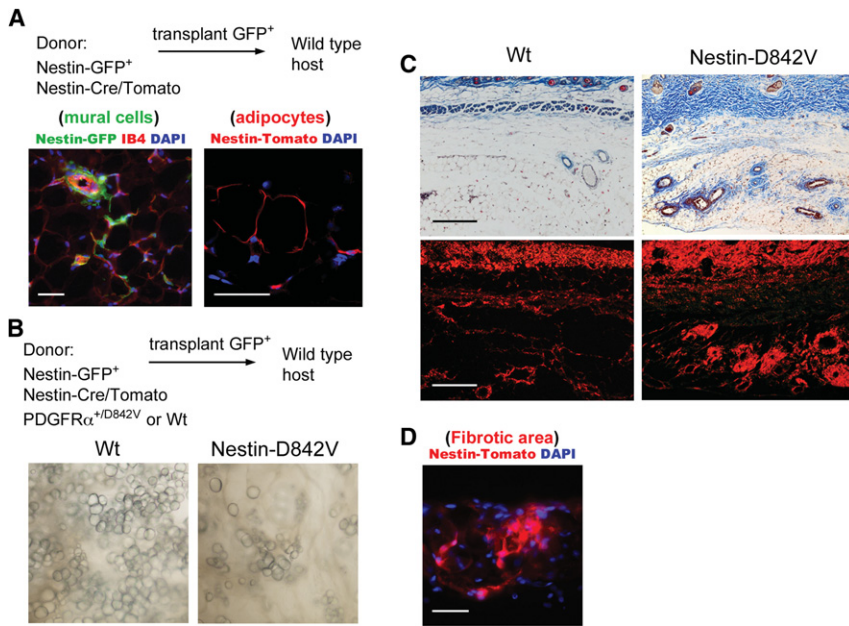 A
Donor:
transplant GFP+
Wild type
host
Nestin-GFP+
Nestin-Cre/Tomato
(mural cells)
Nestin-GFP IB4 DAPI
(adipocytes)
Nestin-Tomato DAPI
B
Donor:
transplant GFP+
Wild type
host
Nestin-GFP+
Nestin-Cre/Tomato
PDGFRα+/D842V or Wt
Wt
Nestin-D842V
C
Wt
Nestin-D842V
D
(Fibrotic area)
Nestin-Tomato DAPI